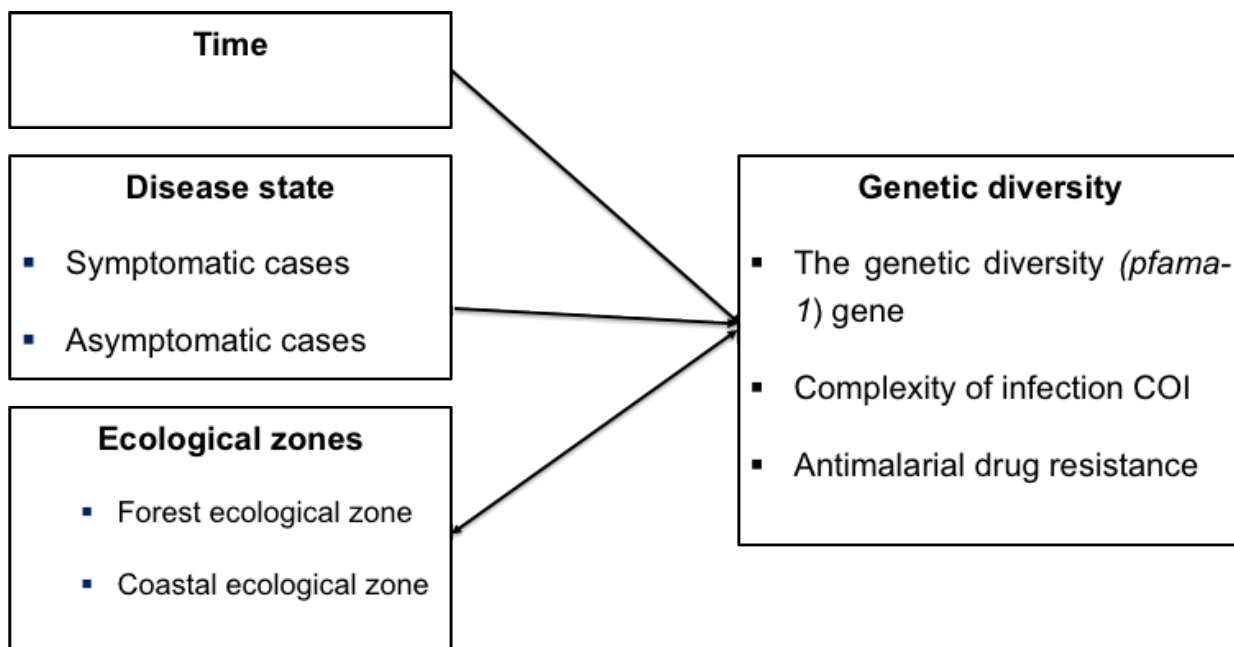 Time
Disease state
Symptomatic cases
Asymptomatic cases
Ecological zones
Forest ecological zone
Coastal ecological zone
Genetic diversity
The genetic diversity (pfama-
1) gene
Complexity of infection COI
Antimalarial drug resistance